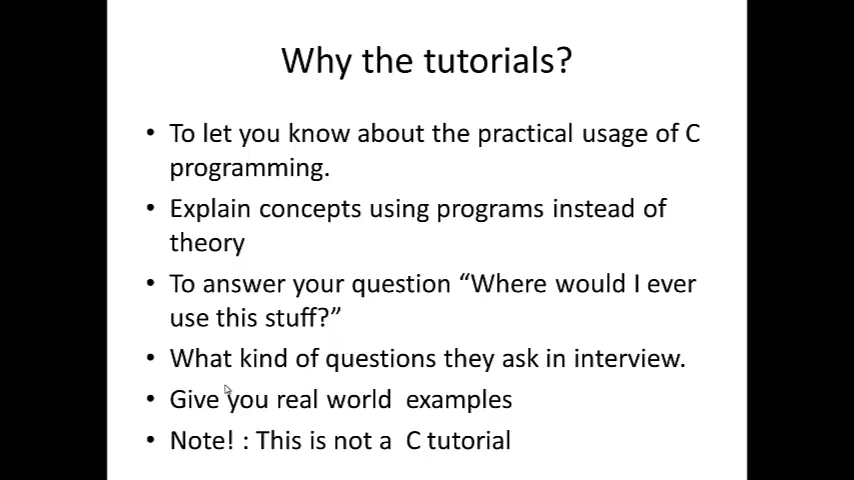 Why the tutorials?
• To let you know about the practical usage of C
programming.
• Explain concepts using programs instead of
theory
• To answer your question “Where would I ever
use this stuff?”
• What kind of questions they ask in interview.
• Give you real world  examples
• Note! : This is not a  C tutorial